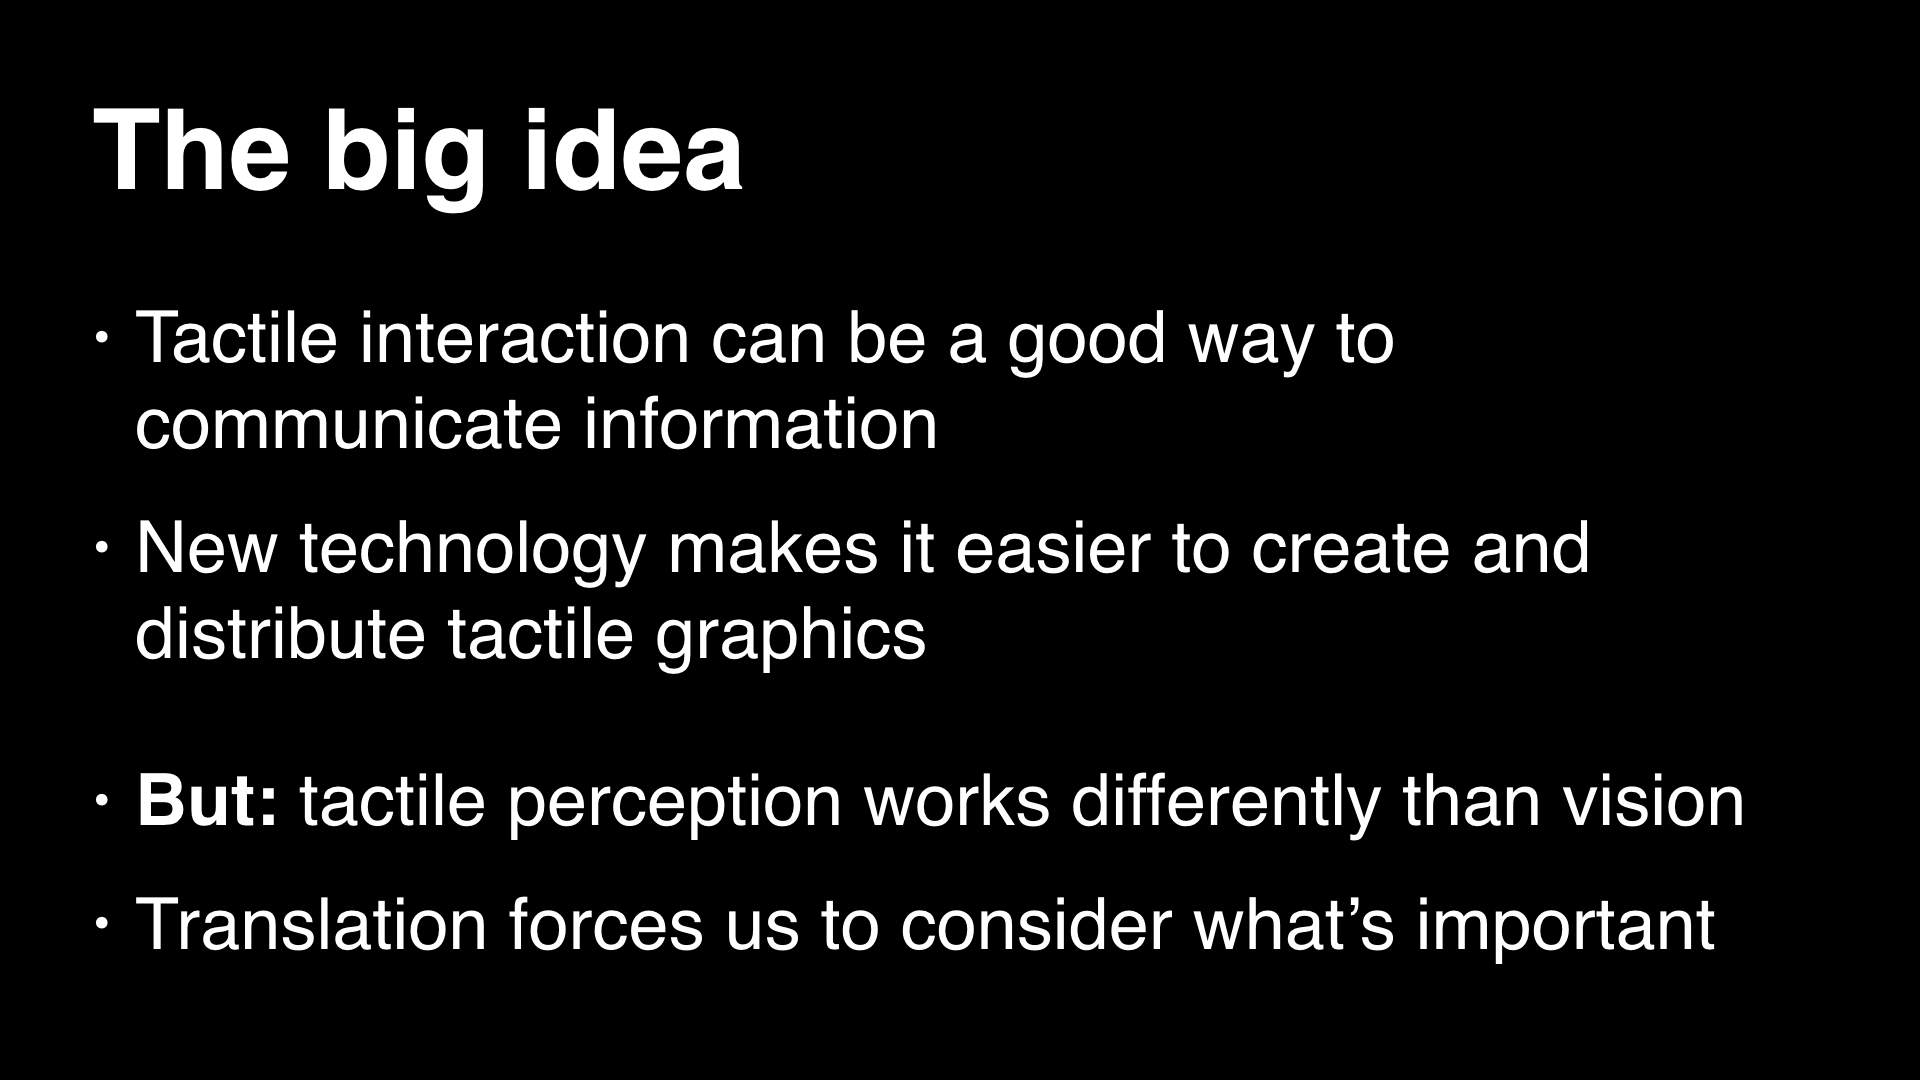 The big idea
• Tactile interaction can be a good way to
communicate information
• New technology makes it easier to create and
distribute tactile graphics
• But: tactile perception works differently than vision
• Translation forces us to consider what’s important